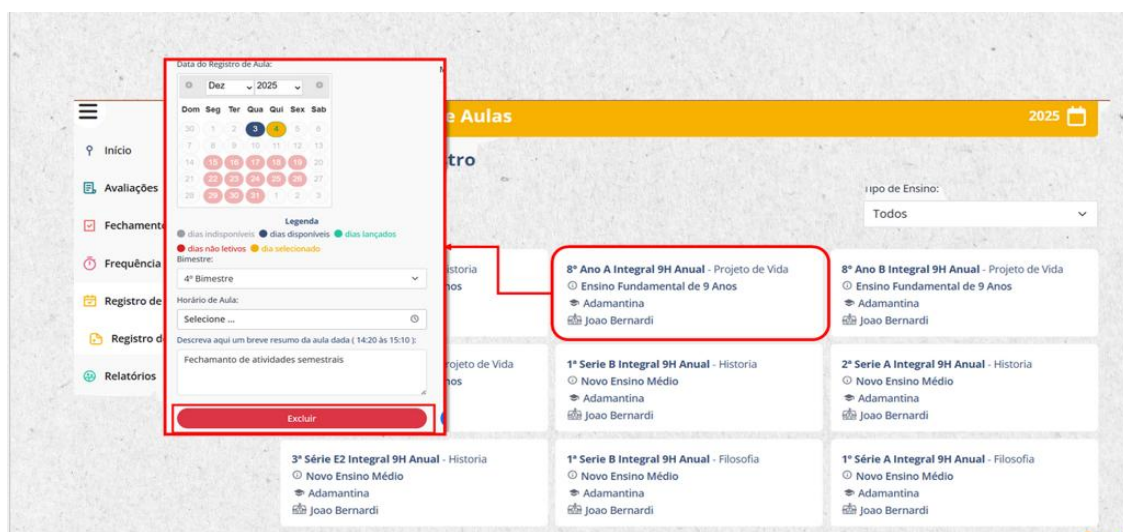 Data do Registro de Aula:
Dez 2025
Dom Seg Ter Qua Qui Sex Sab
30 1 2 3 4 5 6
7 8 9 10 11 12 13
14 15 16 17 18 19 20
21 22 23 24 25 26 27
28 29 30 31 1 2 3
Legenda
dias indisponíveis dias disponíveis dias lançados
dias não letivos dia selecionado
Bimestre:
4º Bimestre
Horário de Aula:
Selecione ...
Descreva aqui um breve resumo da aula dada ( 14:20 às 15:10 ):
Fechamanto de atividades semestrais
Excluir
e Aulas
2025
Início
Avaliações
Fechamento
Frequência
Registro de
Registro d
Relatórios
tro
Tipo de Ensino:
Todos
istoria
nos
8º Ano A Integral 9H Anual - Projeto de Vida
Ensino Fundamental de 9 Anos
Adamantina
Joao Bernardi
8º Ano B Integral 9H Anual - Projeto de Vida
Ensino Fundamental de 9 Anos
Adamantina
Joao Bernardi
rojeto de Vida
nos
1ª Serie B Integral 9H Anual - Historia
Novo Ensino Médio
Adamantina
Joao Bernardi
2ª Serie A Integral 9H Anual - Historia
Novo Ensino Médio
Adamantina
Joao Bernardi
3ª Série E2 Integral 9H Anual - Historia
Novo Ensino Médio
Adamantina
Joao Bernardi
1ª Serie B Integral 9H Anual - Filosofia
Novo Ensino Médio
Adamantina
Joao Bernardi
1ª Série A Integral 9H Anual - Filosofia
Novo Ensino Médio
Adamantina
Joao Bernardi